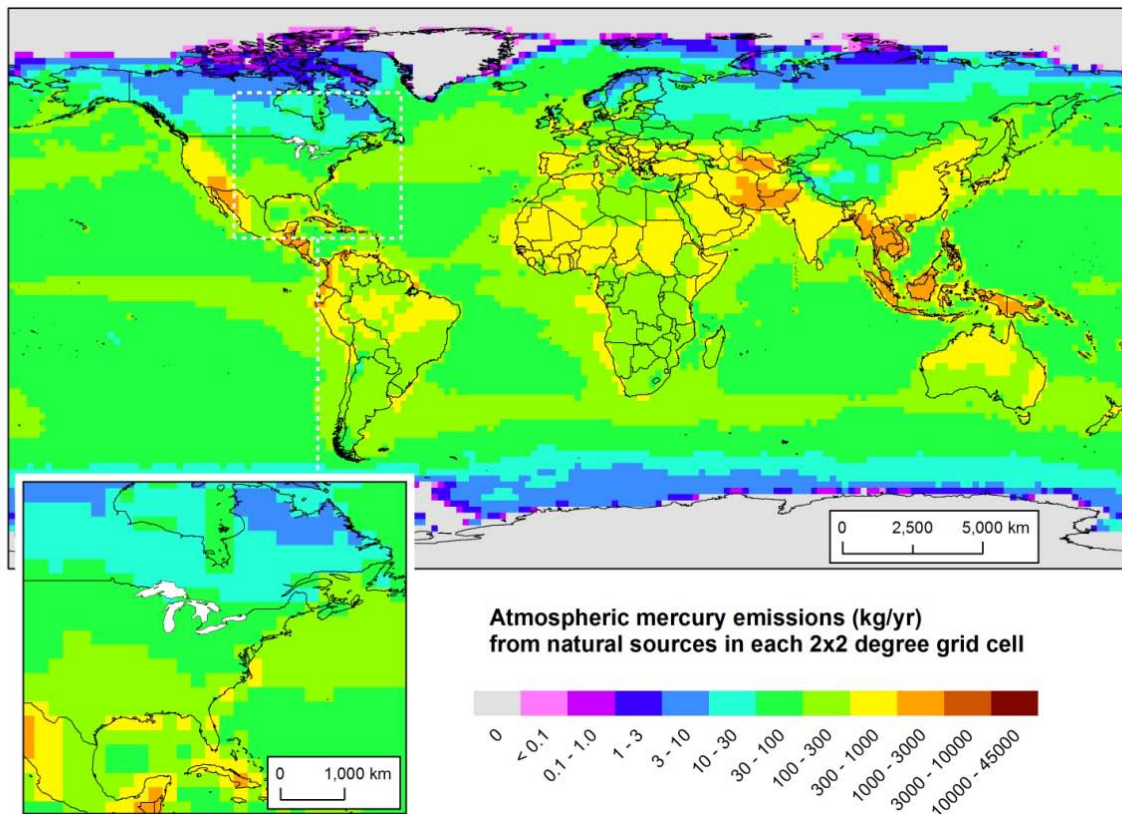 0 2,500 5,000 km
0 1,000 km
Atmospheric mercury emissions (kg/yr)
from natural sources in each 2x2 degree grid cell
0
< 0.1
0.1 - 1.0
1 - 3
3 - 10
10 - 30
30 - 100
100 - 300
300 - 1000
1000 - 3000
3000 - 10000
10000 - 45000